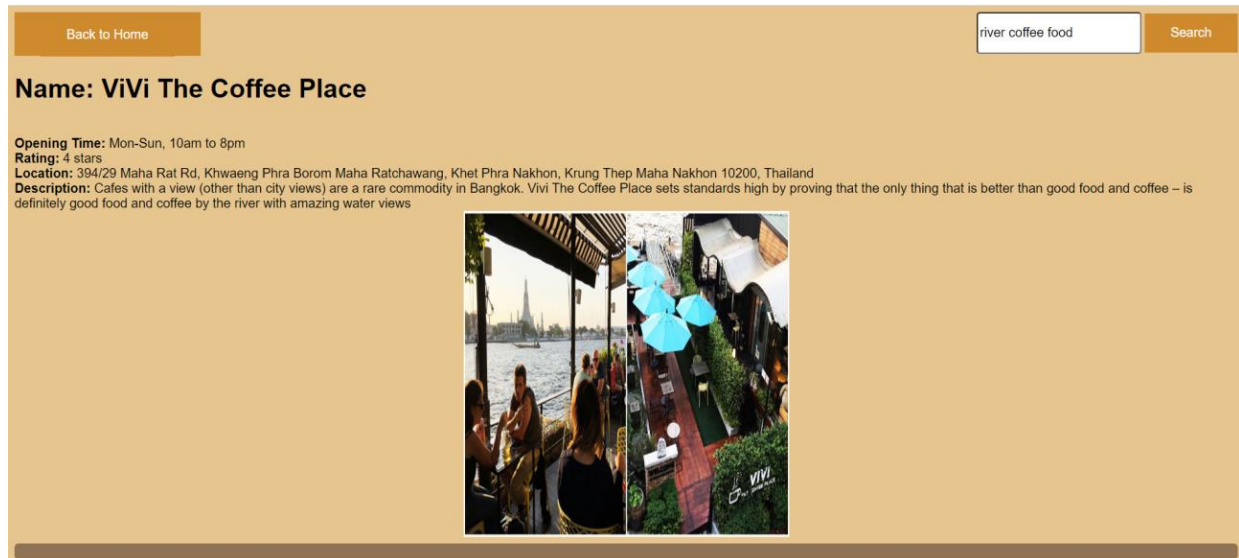 Back to Home
river coffee food
Search
Name: ViVi The Coffee Place
Opening Time: Mon-Sun, 10am to 8pm
Rating: 4 stars
Location: 394/29 Maha Rat Rd, Khwaeng Phra Borom Maha Ratchawang, Khet Phra Nakhon, Krung Thep Maha Nakhon 10200, Thailand
Description: Cafes with a view (other than city views) are a rare commodity in Bangkok. Vivi The Coffee Place sets standards high by proving that the only thing that is better than good food and coffee – is
definitely good food and coffee by the river with amazing water views
ViVi
COFFEE PLACE